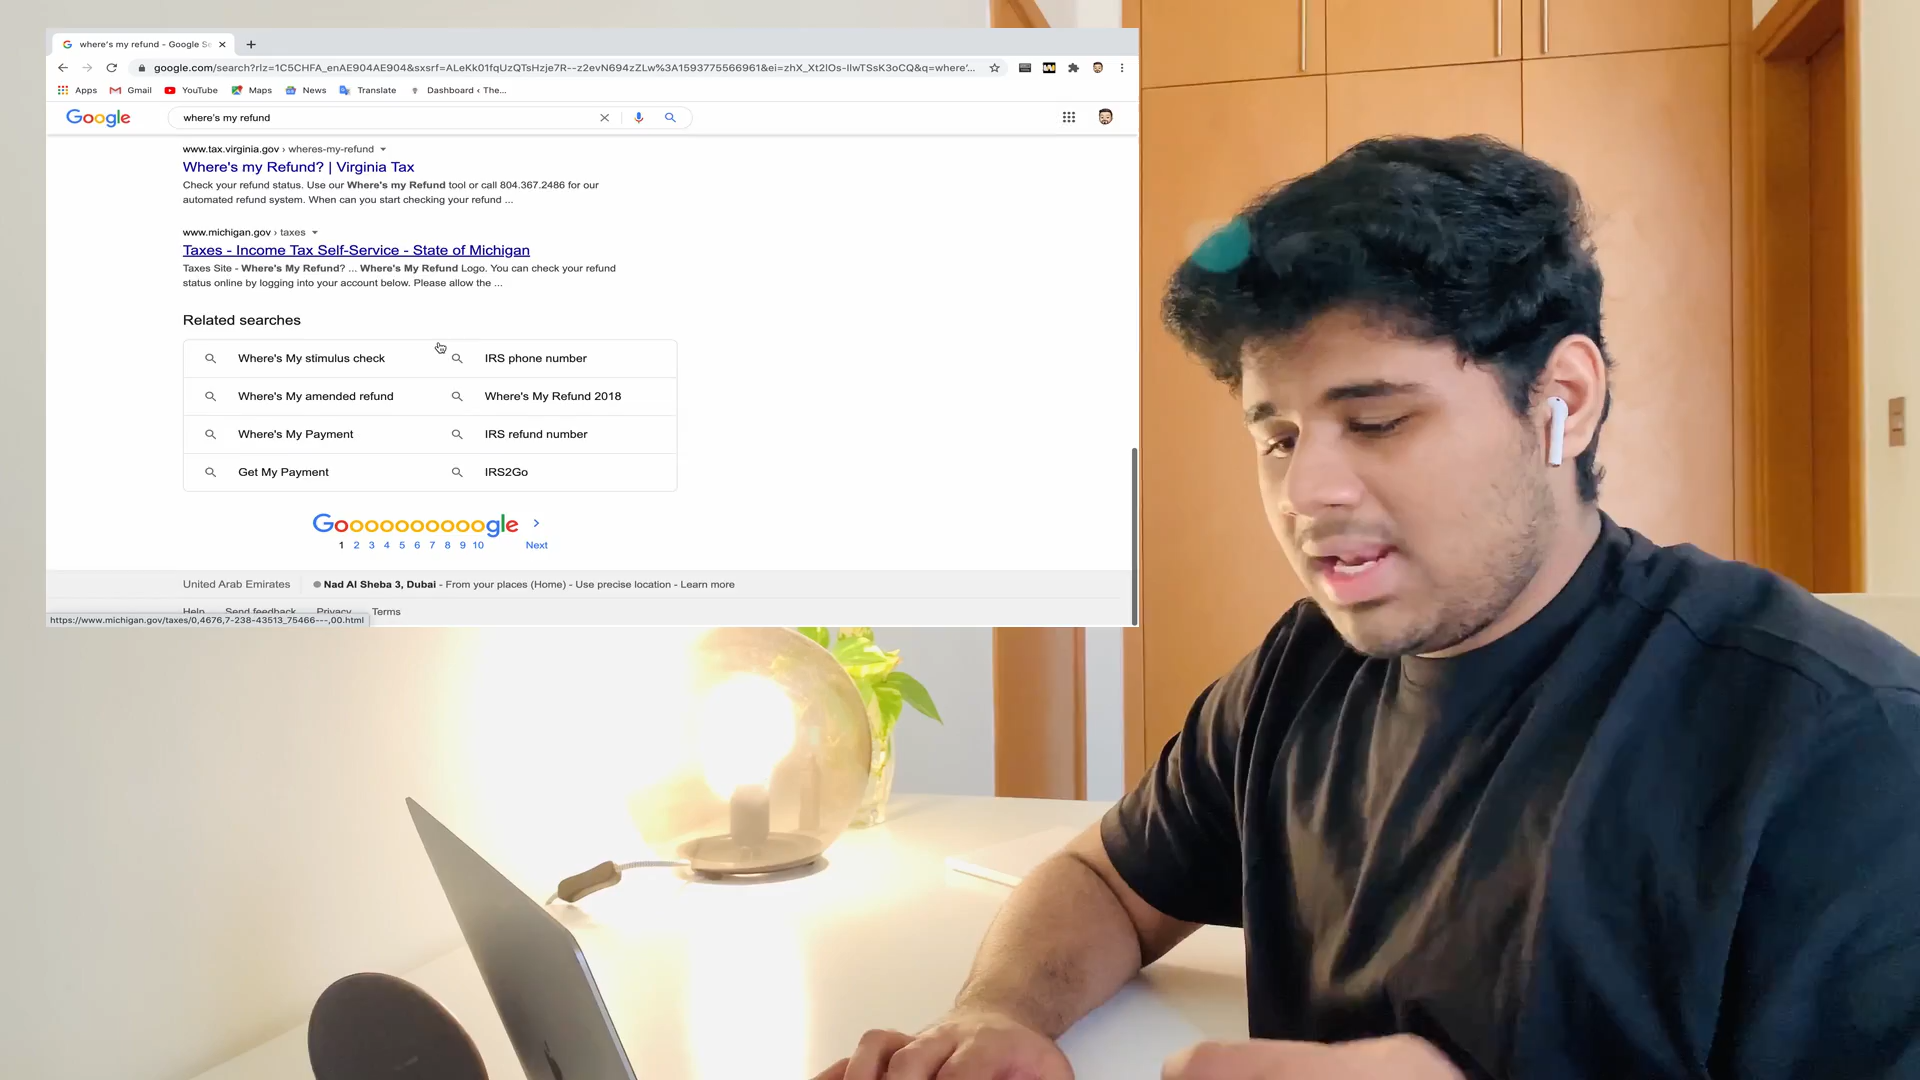 where's my refund - Google Se
google.com/search?rlz=1C5CHFA_enAE904AE904&sxsrf=ALeKk01fqUzQTsHzje7R--z2evN694zZLw%3A1593775566961&ei=zhX_Xt2lOs-IlwTSsK3oCQ&q=where'...
Apps Gmail YouTube Maps News Translate Dashboard ‹ The...
Google where's my refund
www.tax.virginia.gov › wheres-my-refund
Where's my Refund? | Virginia Tax
Check your refund status. Use our Where's my Refund tool or call 804.367.2486 for our
automated refund system. When can you start checking your refund ...
www.michigan.gov › taxes
Taxes - Income Tax Self-Service - State of Michigan
Taxes Site - Where's My Refund? ... Where's My Refund Logo. You can check your refund
status online by logging into your account below. Please allow the ...
Related searches
Where's My stimulus check IRS phone number
Where's My amended refund Where's My Refund 2018
Where's My Payment IRS refund number
Get My Payment IRS2Go
Goooooooooogle
1 2 3 4 5 6 7 8 9 10 Next
United Arab Emirates Nad Al Sheba 3, Dubai - From your places (Home) - Use precise location - Learn more
Help Send feedback Privacy Terms
https://www.michigan.gov/taxes/0,4676,7-238-43513_75466---,00.html